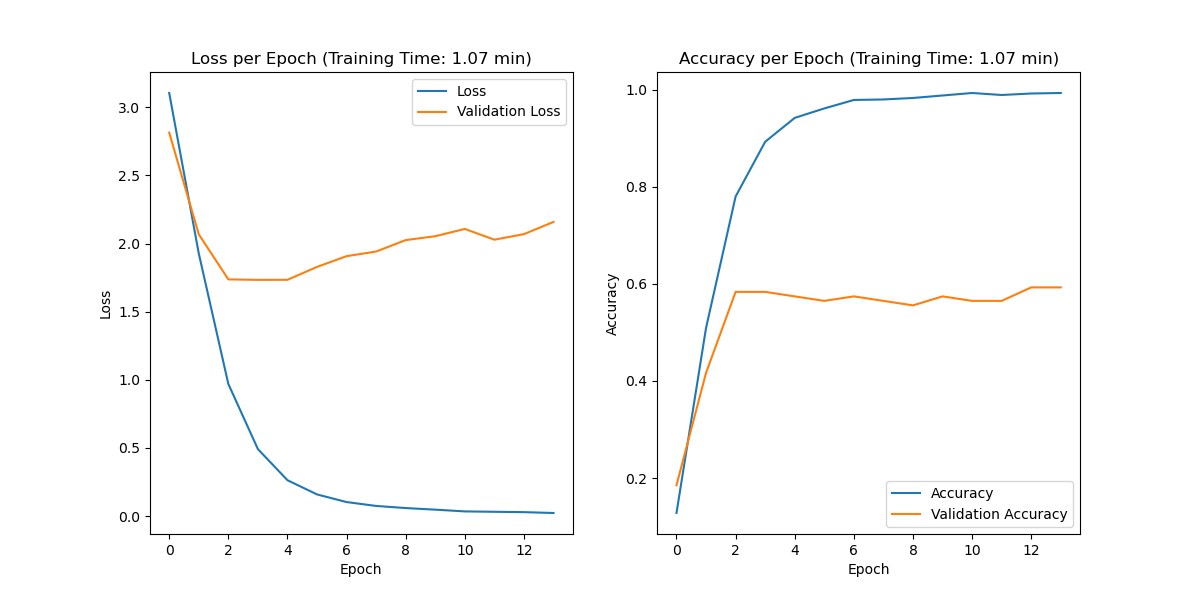 Loss per Epoch (Training Time: 1.07 min)
Loss
Validation Loss
3.0
2.5
2.0
1.5
1.0
0.5
0.0
Loss
0 2 4 6 8 10 12
Epoch
Accuracy per Epoch (Training Time: 1.07 min)
1.0
0.8
0.6
0.4
0.2
Accuracy
Accuracy
Validation Accuracy
0 2 4 6 8 10 12
Epoch